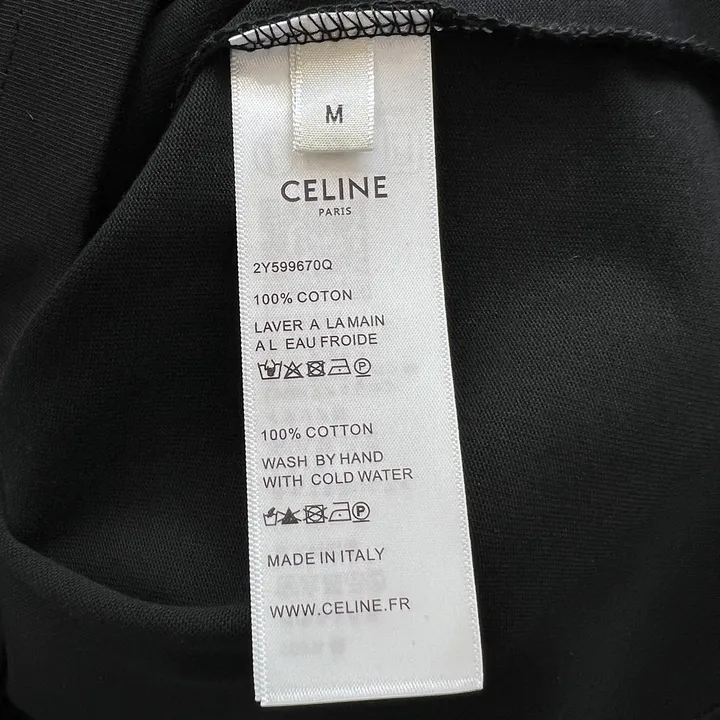 M
CELINE
PARIS
2Y599670Q
100% COTON
LAVER A LA MAIN
A L EAU FROIDE
P
100% COTTON
WASH BY HAND
WITH COLD WATER
P
MADE IN ITALY
WWW.CELINE.FR